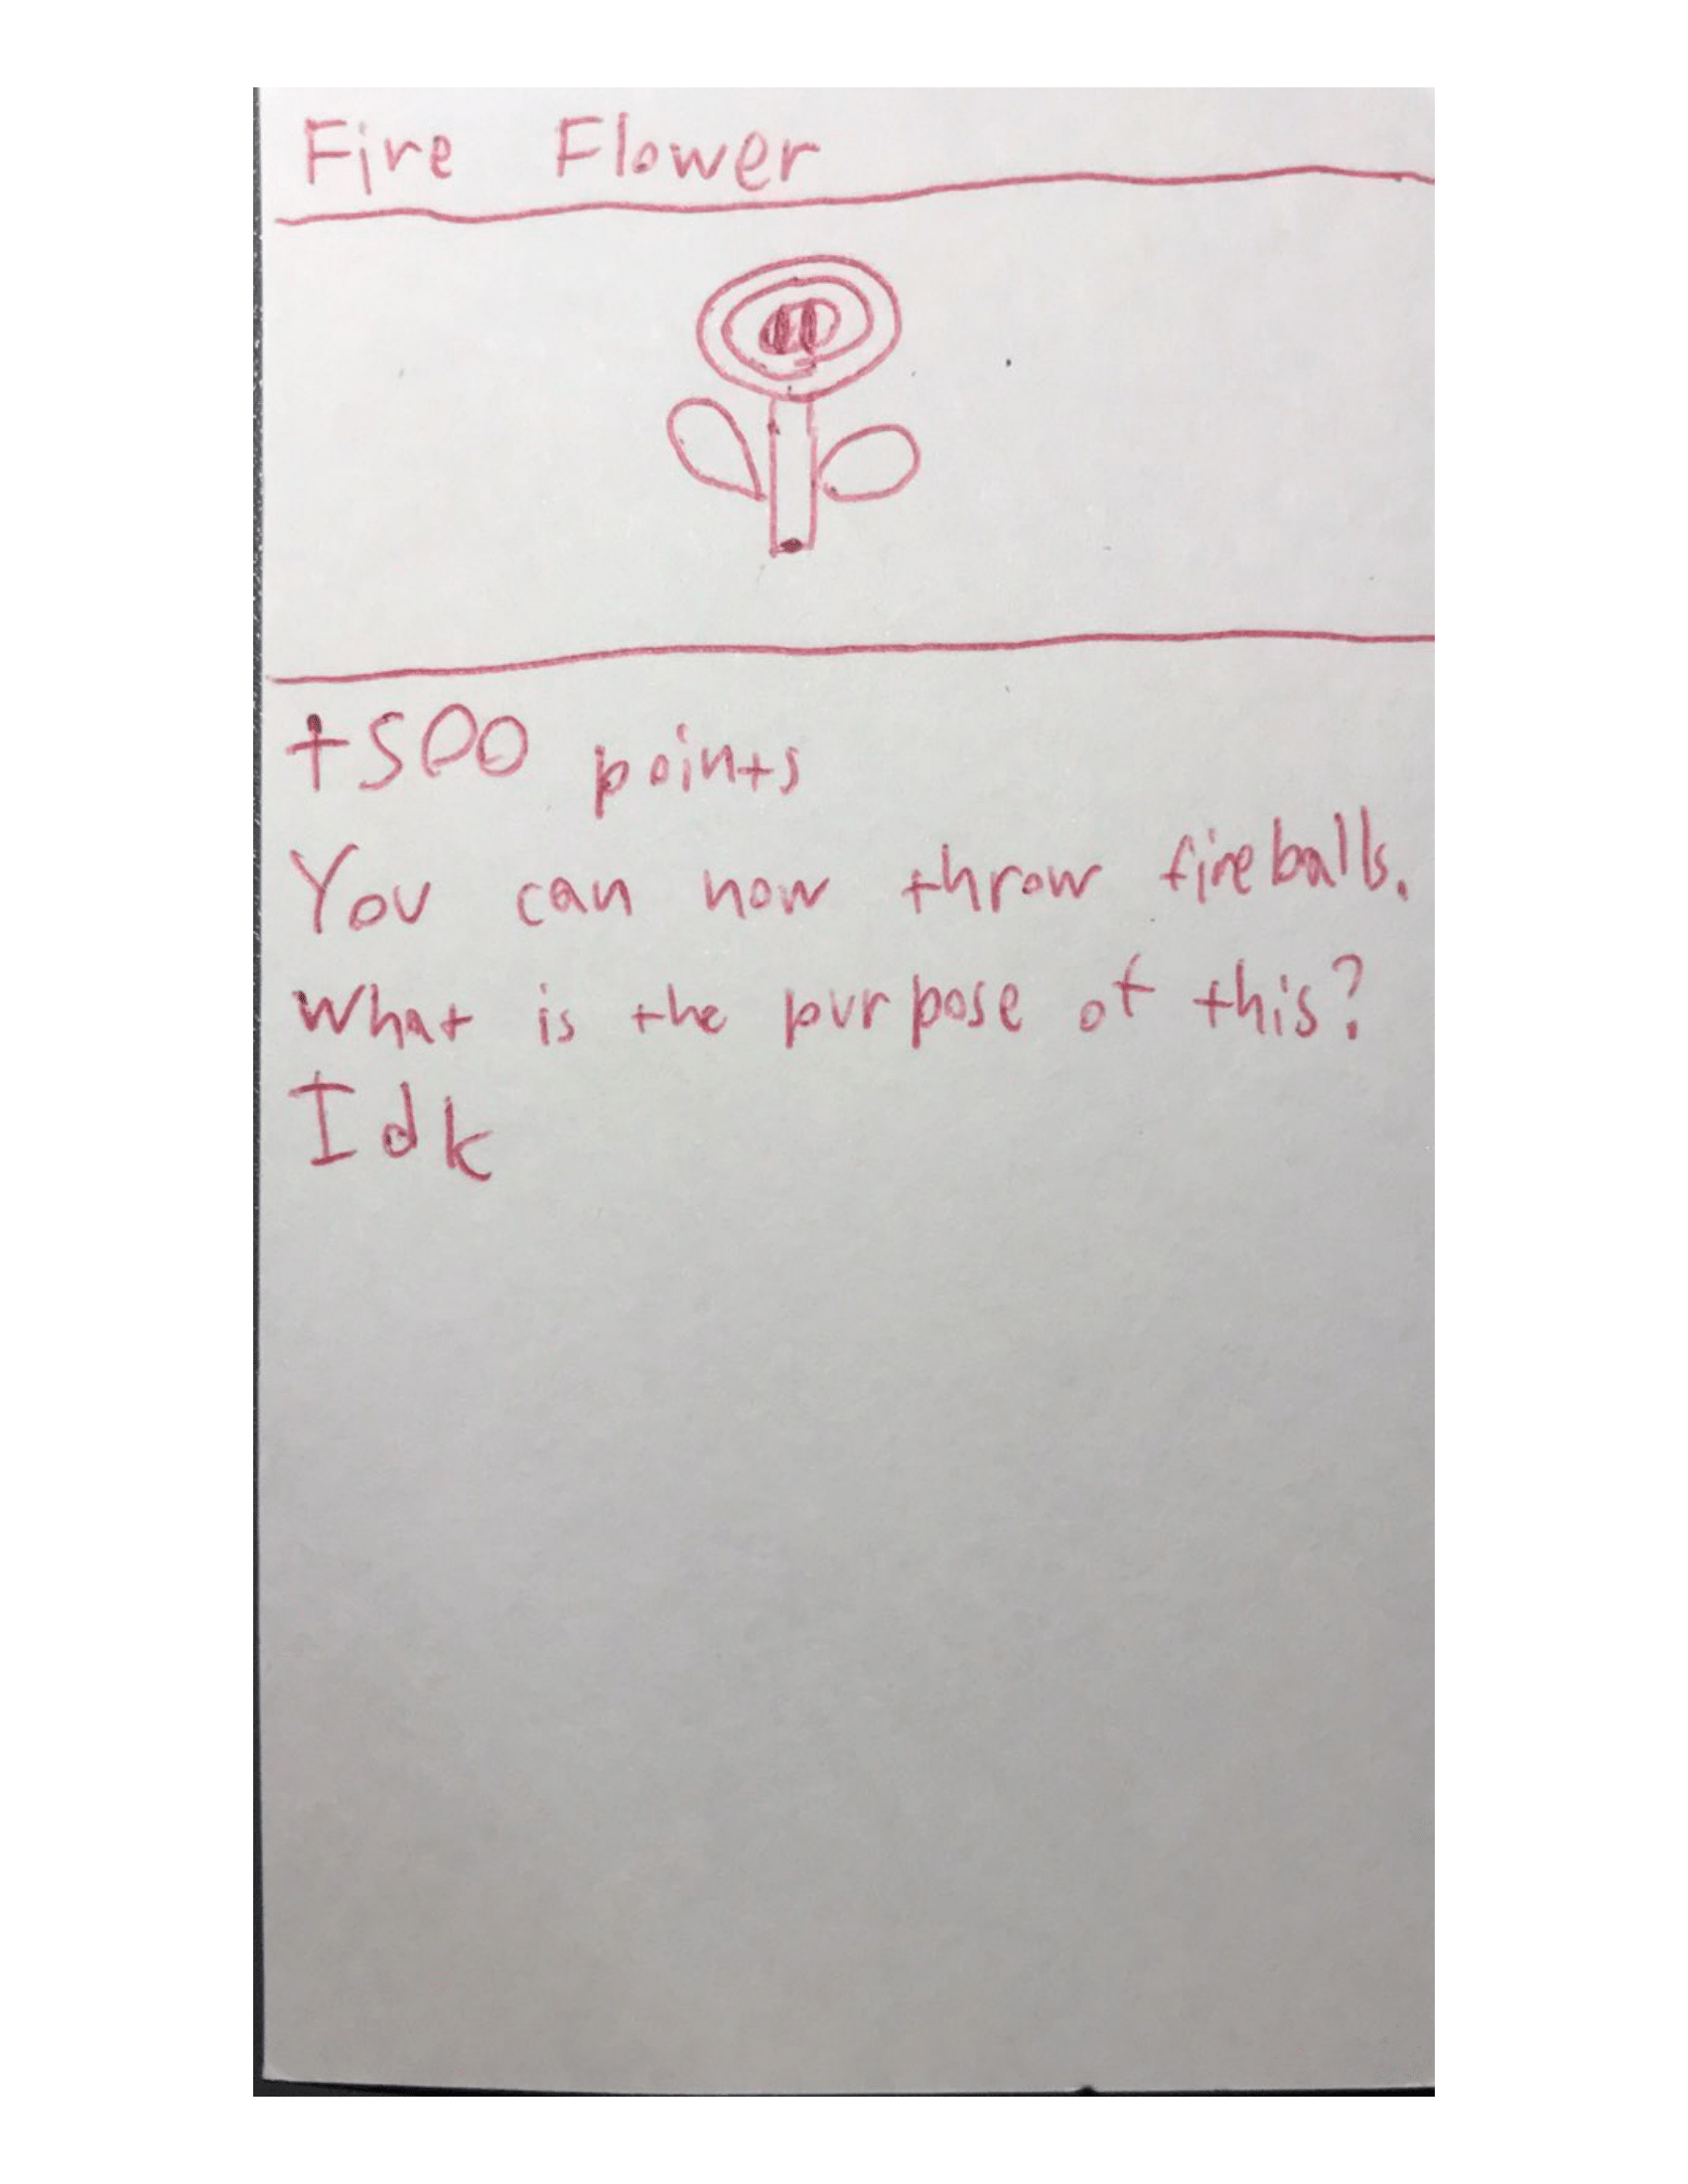 Fire Flower
+500 points
You can now throw fireballs.
What is the purpose of this?
Idk